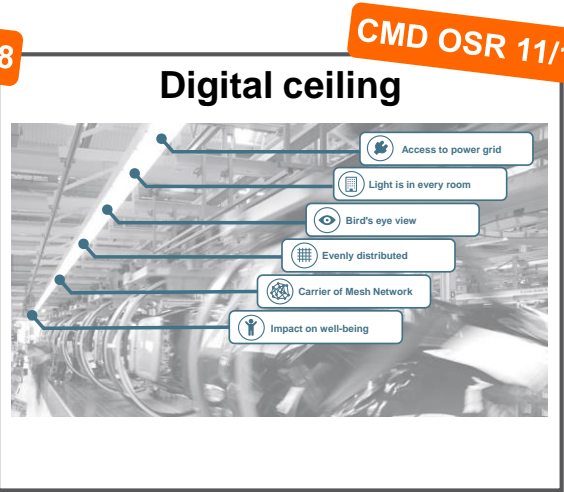 8
CMD OSR 11/
Digital ceiling
Access to power grid
Light is in every room
Bird's eye view
Evenly distributed
Carrier of Mesh Network
Impact on well-being